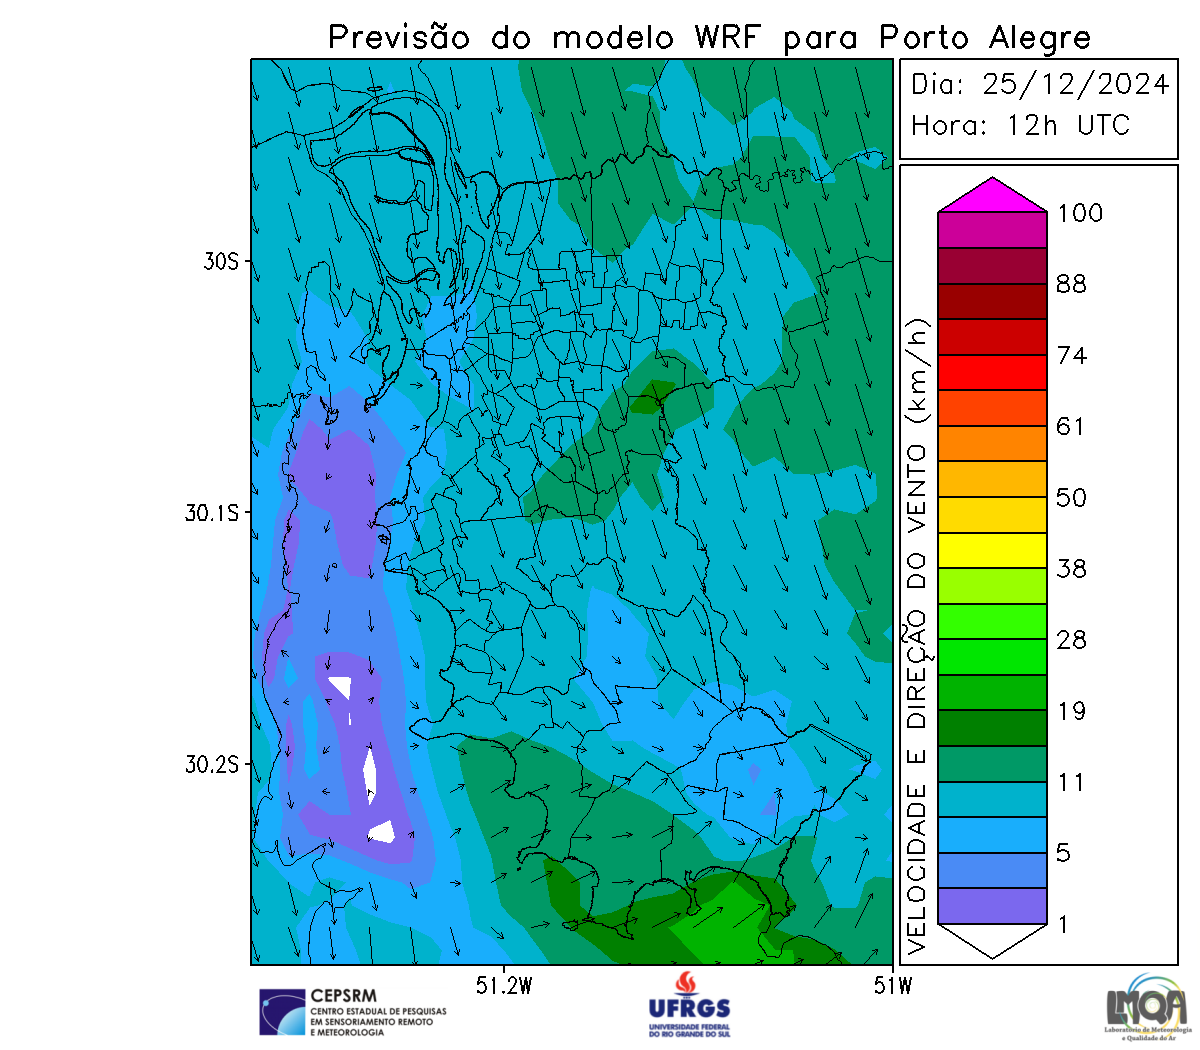 Previsão do modelo WRF para Porto Alegre
Dia: 25/12/2024
Hora: 12h UTC
30S
30.1S
30.2S
51.2W
51W
VELOCIDADE E DIREÇÃO DO VENTO (km/h)
100
88
74
61
50
38
28
19
11
5
1
CEPSRM
CENTRO ESTADUAL DE PESQUISAS
EM SENSORIAMENTO REMOTO
E METEOROLOGIA
UFRGS
UNIVERSIDADE FEDERAL
DO RIO GRANDE DO SUL
LMQA
Laboratório de Meteorologia
e Qualidade do Ar